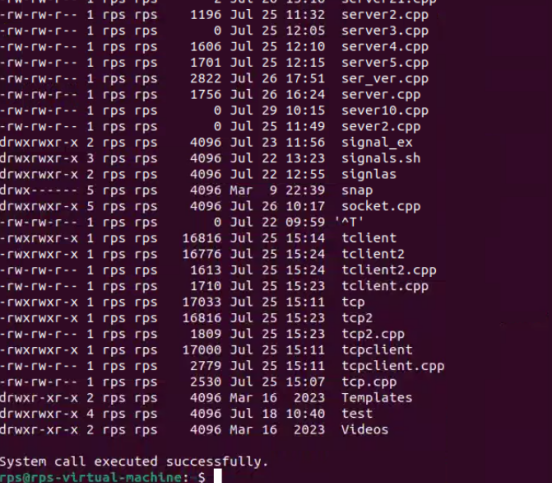 -rw-rw-r-- 1 rps rps 1196 Jul 25 11:32 server2.cpp
-rw-rw-r-- 1 rps rps 0 Jul 25 12:05 server3.cpp
-rw-rw-r-- 1 rps rps 1606 Jul 25 12:10 server4.cpp
-rw-rw-r-- 1 rps rps 1701 Jul 25 12:15 server5.cpp
-rw-rw-r-- 1 rps rps 2822 Jul 26 17:51 ser_ver.cpp
-rw-rw-r-- 1 rps rps 1756 Jul 26 16:24 server.cpp
-rw-rw-r-- 1 rps rps 0 Jul 29 10:15 sever10.cpp
-rw-rw-r-- 1 rps rps 0 Jul 25 11:49 sever2.cpp
drwxrwxr-x 2 rps rps 4096 Jul 23 11:56 signal_ex
drwxrwxr-x 3 rps rps 4096 Jul 22 13:23 signals.sh
drwxrwxr-x 2 rps rps 4096 Jul 22 12:55 signlas
drwx------ 5 rps rps 4096 Mar 9 22:39 snap
drwxrwxr-x 5 rps rps 4096 Jul 26 10:17 socket.cpp
-rw-rw-r-- 1 rps rps 0 Jul 22 09:59 '^T'
-rwxrwxr-x 1 rps rps 16816 Jul 25 15:14 tclient
-rwxrwxr-x 1 rps rps 16776 Jul 25 15:24 tclient2
-rw-rw-r-- 1 rps rps 1613 Jul 25 15:24 tclient2.cpp
-rw-rw-r-- 1 rps rps 1710 Jul 25 15:23 tclient.cpp
-rwxrwxr-x 1 rps rps 17033 Jul 25 15:11 tcp
-rwxrwxr-x 1 rps rps 16816 Jul 25 15:23 tcp2
-rw-rw-r-- 1 rps rps 1809 Jul 25 15:23 tcp2.cpp
-rwxrwxr-x 1 rps rps 17000 Jul 25 15:11 tcpclient
-rw-rw-r-- 1 rps rps 2779 Jul 25 15:11 tcpclient.cpp
-rw-rw-r-- 1 rps rps 2530 Jul 25 15:07 tcp.cpp
drwxr-xr-x 2 rps rps 4096 Mar 16 2023 Templates
drwxrwxr-x 4 rps rps 4096 Jul 18 10:40 test
drwxr-xr-x 2 rps rps 4096 Mar 16 2023 Videos
System call executed successfully.
rps@rps-virtual-machine:~$